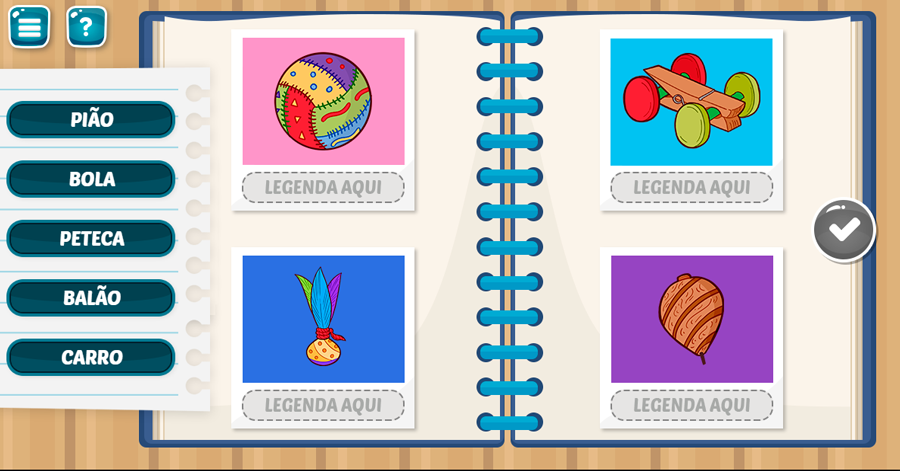 ?
PIÃO
BOLA
PETECA
BALÃO
CARRO
LEGENDA AQUI
LEGENDA AQUI
LEGENDA AQUI
LEGENDA AQUI